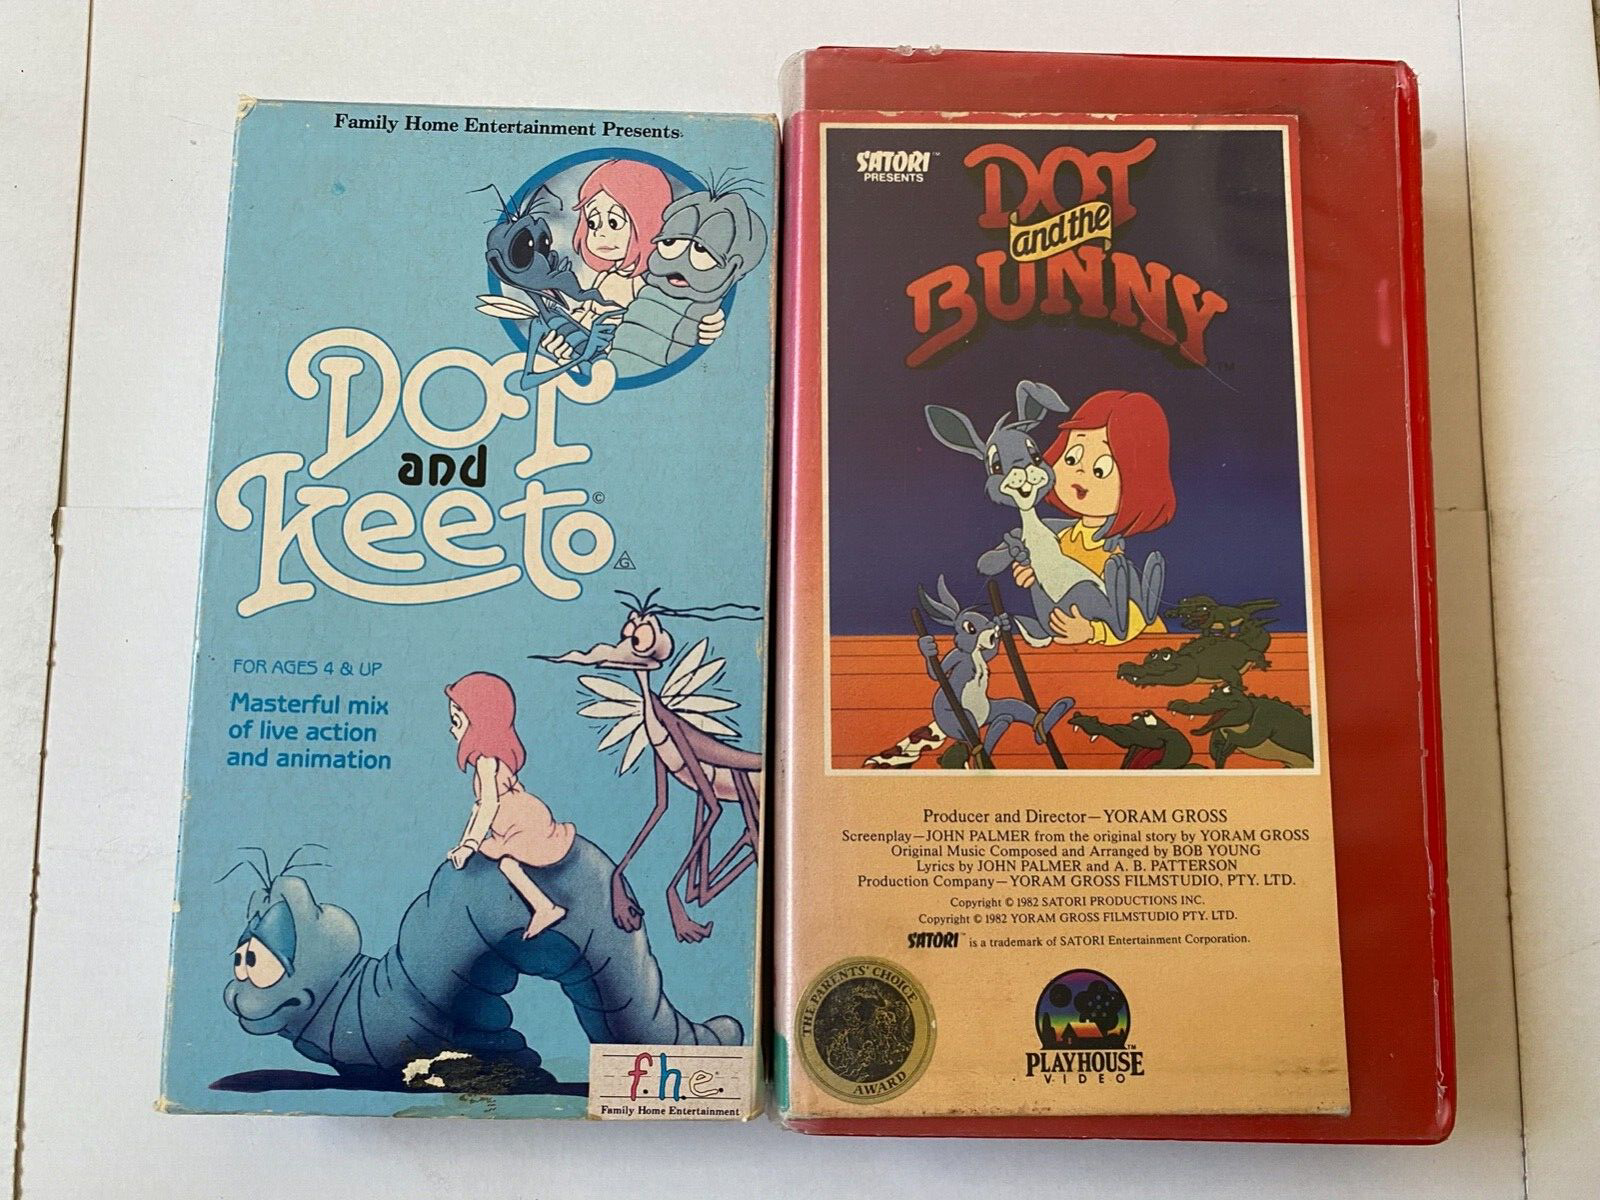 Family Home Entertainment Presents:
DOT
and
Keeto ©
G
FOR AGES 4 & UP
Masterful mix
of live action
and animation
f.h.e.
Family Home Entertainment
SATORI™
PRESENTS
DOT
and the
BUNNY™
Producer and Director—YORAM GROSS
Screenplay—JOHN PALMER from the original story by YORAM GROSS
Original Music Composed and Arranged by BOB YOUNG
Lyrics by JOHN PALMER and A. B. PATTERSON
Production Company—YORAM GROSS FILMSTUDIO, PTY. LTD.
Copyright © 1982 SATORI PRODUCTIONS INC.
Copyright © 1982 YORAM GROSS FILMSTUDIO PTY. LTD.
SATORI™ is a trademark of SATORI Entertainment Corporation.
THE PARENTS' CHOICE
AWARD
PLAYHOUSE™
VIDEO